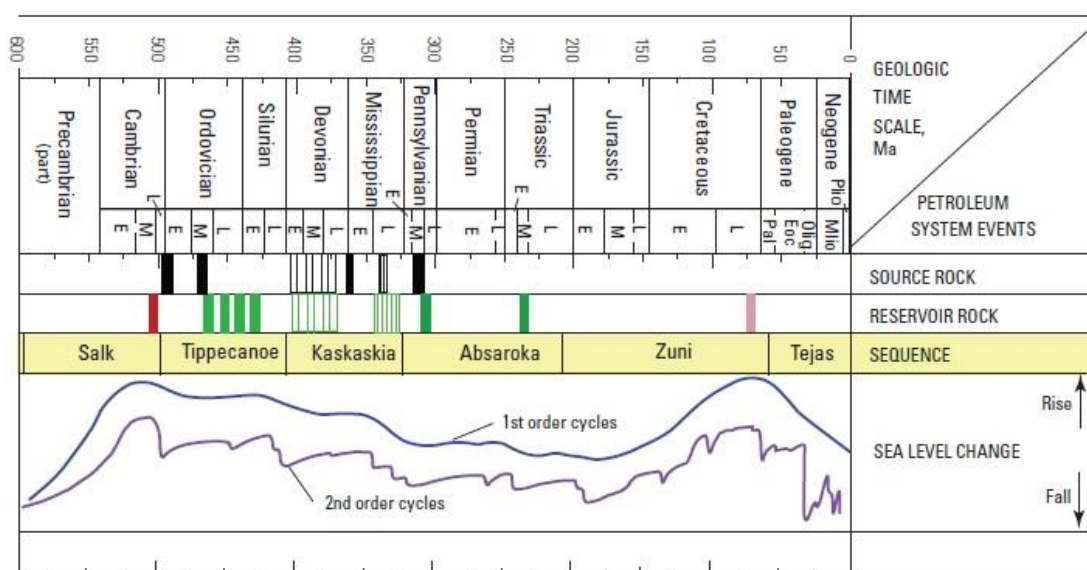 600 550 500 450 400 350 300 250 200 150 100 50 0
GEOLOGIC
TIME
SCALE,
Ma
PETROLEUM
SYSTEM EVENTS
Precambrian
(part)
Cambrian
Ordovician
Silurian
Devonian
Mississippian
Pennsylvanian
Permian
Triassic
Jurassic
Cretaceous
Paleogene
Neogene
Plio
L E E
E M E M L E L E M L E L M L E L M L E M L E L Pal Eoc Olig Mio
SOURCE ROCK
RESERVOIR ROCK
Salk Tippecanoe Kaskaskia Absaroka Zuni Tejas SEQUENCE
Rise
1st order cycles
SEA LEVEL CHANGE
2nd order cycles
Fall